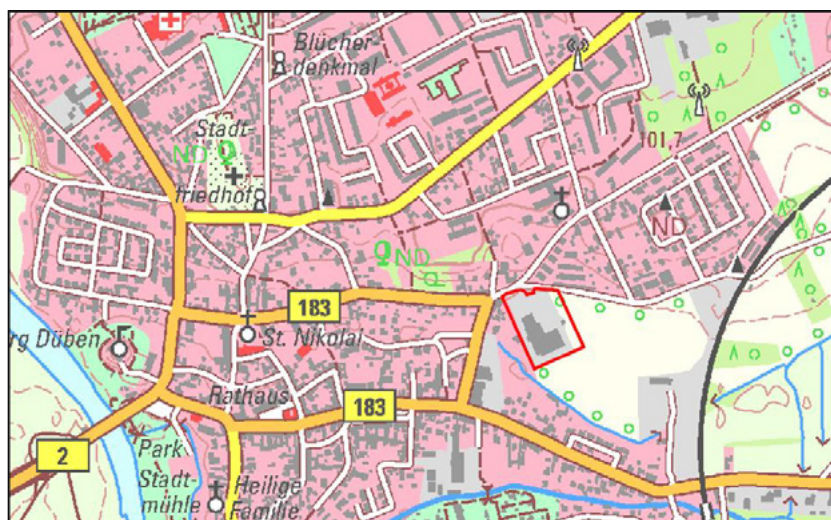 Blücher-
denkmal
Stadt-
ND
friedhof
101,7
ND
ND
183
rg Düben
St. Nikolai
Rathaus
183
2
Park
Stadt-
mühle
Heilige
Familie